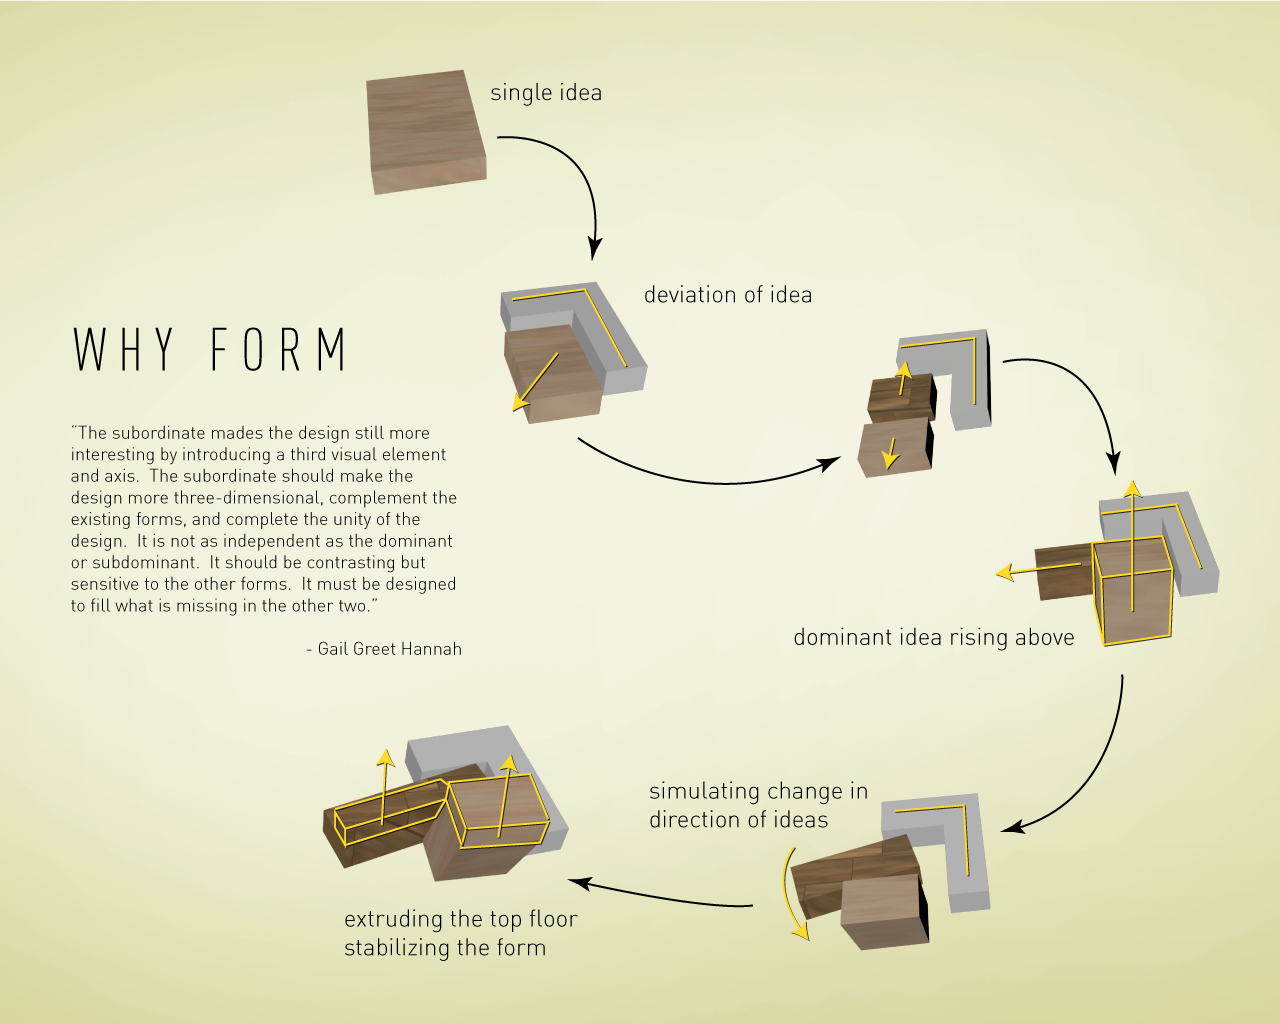 single idea
deviation of idea
WHY FORM
“The subordinate mades the design still more
interesting by introducing a third visual element
and axis.  The subordinate should make the
design more three-dimensional, complement the
existing forms, and complete the unity of the
design.  It is not as independent as the dominant
or subdominant.  It should be contrasting but
sensitive to the other forms.  It must be designed
to fill what is missing in the other two.”
- Gail Greet Hannah
dominant idea rising above
simulating change in
direction of ideas
extruding the top floor
stabilizing the form